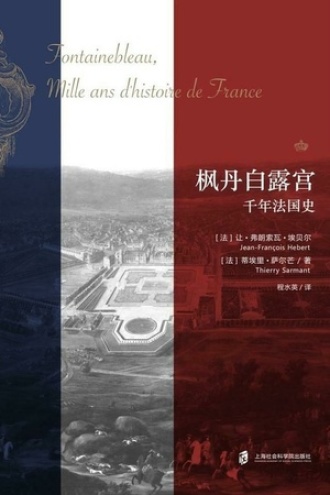 Fontainebleau,
Mille ans d'histoire de France
枫丹白露宫
千年法国史
[法] 让·弗朗索瓦·埃贝尔
Jean-François Hebert
[法] 蒂埃里·萨尔芒 / 著
Thierry Sarmant
程水英 / 译
上海社会科学院出版社